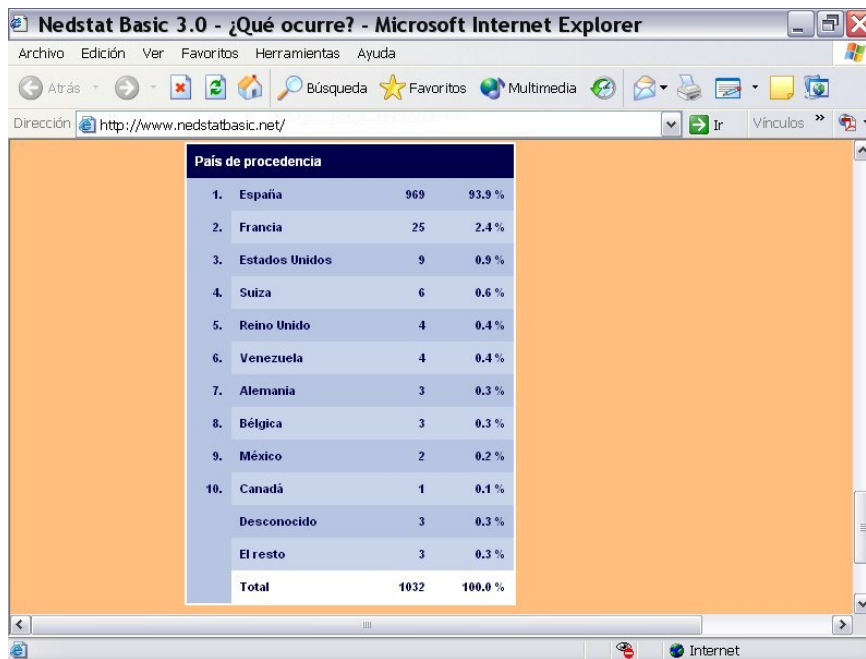 Nedstat Basic 3.0 - ¿Qué ocurre? - Microsoft Internet Explorer
Archivo Edición Ver Favoritos Herramientas Ayuda
Atrás Búsqueda Favoritos Multimedia
Dirección http://www.nedstatbasic.net/ Ir Vínculos »
País de procedencia
1. España 969 93.9 %
2. Francia 25 2.4 %
3. Estados Unidos 9 0.9 %
4. Suiza 6 0.6 %
5. Reino Unido 4 0.4 %
6. Venezuela 4 0.4 %
7. Alemania 3 0.3 %
8. Bélgica 3 0.3 %
9. México 2 0.2 %
10. Canadá 1 0.1 %
Desconocido 3 0.3 %
El resto 3 0.3 %
Total 1032 100.0 %
Internet